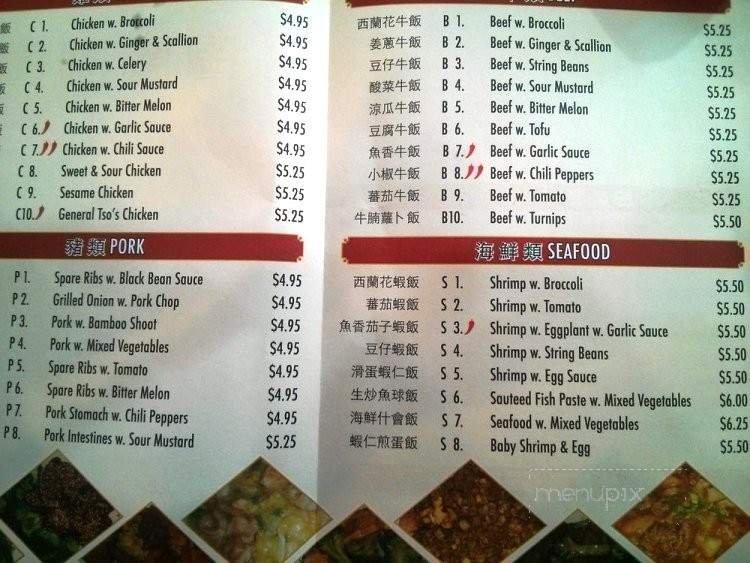 飯 C 1. Chicken w. Broccoli $4.95
飯 C 2. Chicken w. Ginger & Scallion $4.95
C 3. Chicken w. Celery $4.95
C 4. Chicken w. Sour Mustard $4.95
C 5. Chicken w. Bitter Melon $4.95
C 6. Chicken w. Garlic Sauce $4.95
C 7. Chicken w. Chili Sauce $4.95
C 8. Sweet & Sour Chicken $5.25
C 9. Sesame Chicken $5.25
C10. General Tso's Chicken $5.25
豬類 PORK
P 1. Spare Ribs w. Black Bean Sauce $4.95
P 2. Grilled Onion w. Pork Chop $4.95
P 3. Pork w. Bamboo Shoot $4.95
P 4. Pork w. Mixed Vegetables $4.95
P 5. Spare Ribs w. Tomato $4.95
P 6. Spare Ribs w. Bitter Melon $4.95
P 7. Pork Stomach w. Chili Peppers $4.95
P 8. Pork Intestines w. Sour Mustard $5.25
西蘭花牛飯 B 1. Beef w. Broccoli $5.25
姜蔥牛飯 B 2. Beef w. Ginger & Scallion $5.25
豆仔牛飯 B 3. Beef w. String Beans $5.25
酸菜牛飯 B 4. Beef w. Sour Mustard $5.25
涼瓜牛飯 B 5. Beef w. Bitter Melon $5.25
豆腐牛飯 B 6. Beef w. Tofu $5.25
魚香牛飯 B 7. Beef w. Garlic Sauce $5.25
小椒牛飯 B 8. Beef w. Chili Peppers $5.25
蕃茄牛飯 B 9. Beef w. Tomato $5.25
牛腩蘿卜飯 B10. Beef w. Turnips $5.50
海鮮類 SEAFOOD
西蘭花蝦飯 S 1. Shrimp w. Broccoli $5.50
蕃茄蝦飯 S 2. Shrimp w. Tomato $5.50
魚香茄子蝦飯 S 3. Shrimp w. Eggplant w. Garlic Sauce $5.50
豆仔蝦飯 S 4. Shrimp w. String Beans $5.50
滑蛋蝦仁飯 S 5. Shrimp w. Egg Sauce $5.50
生炒魚球飯 S 6. Sauteed Fish Paste w. Mixed Vegetables $6.00
海鮮什會飯 S 7. Seafood w. Mixed Vegetables $6.25
蝦仁煎蛋飯 S 8. Baby Shrimp & Egg $5.50
menupix